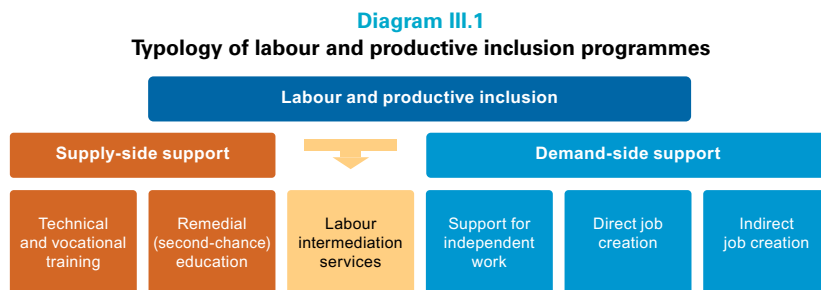 Diagram III.1
Typology of labour and productive inclusion programmes
Labour and productive inclusion
Supply-side support
Demand-side support
Technical
and vocational
training
Remedial
(second-chance)
education
Labour
intermediation
services
Support for
independent
work
Direct job
creation
Indirect
job creation